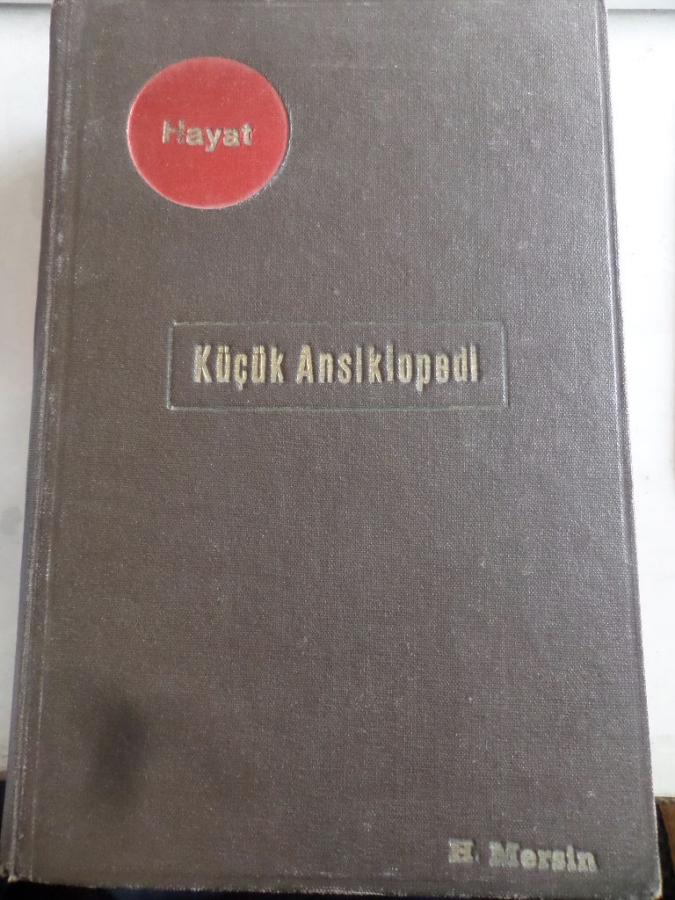 Hayat
Küçük Ansiklopedi
H. Mersin